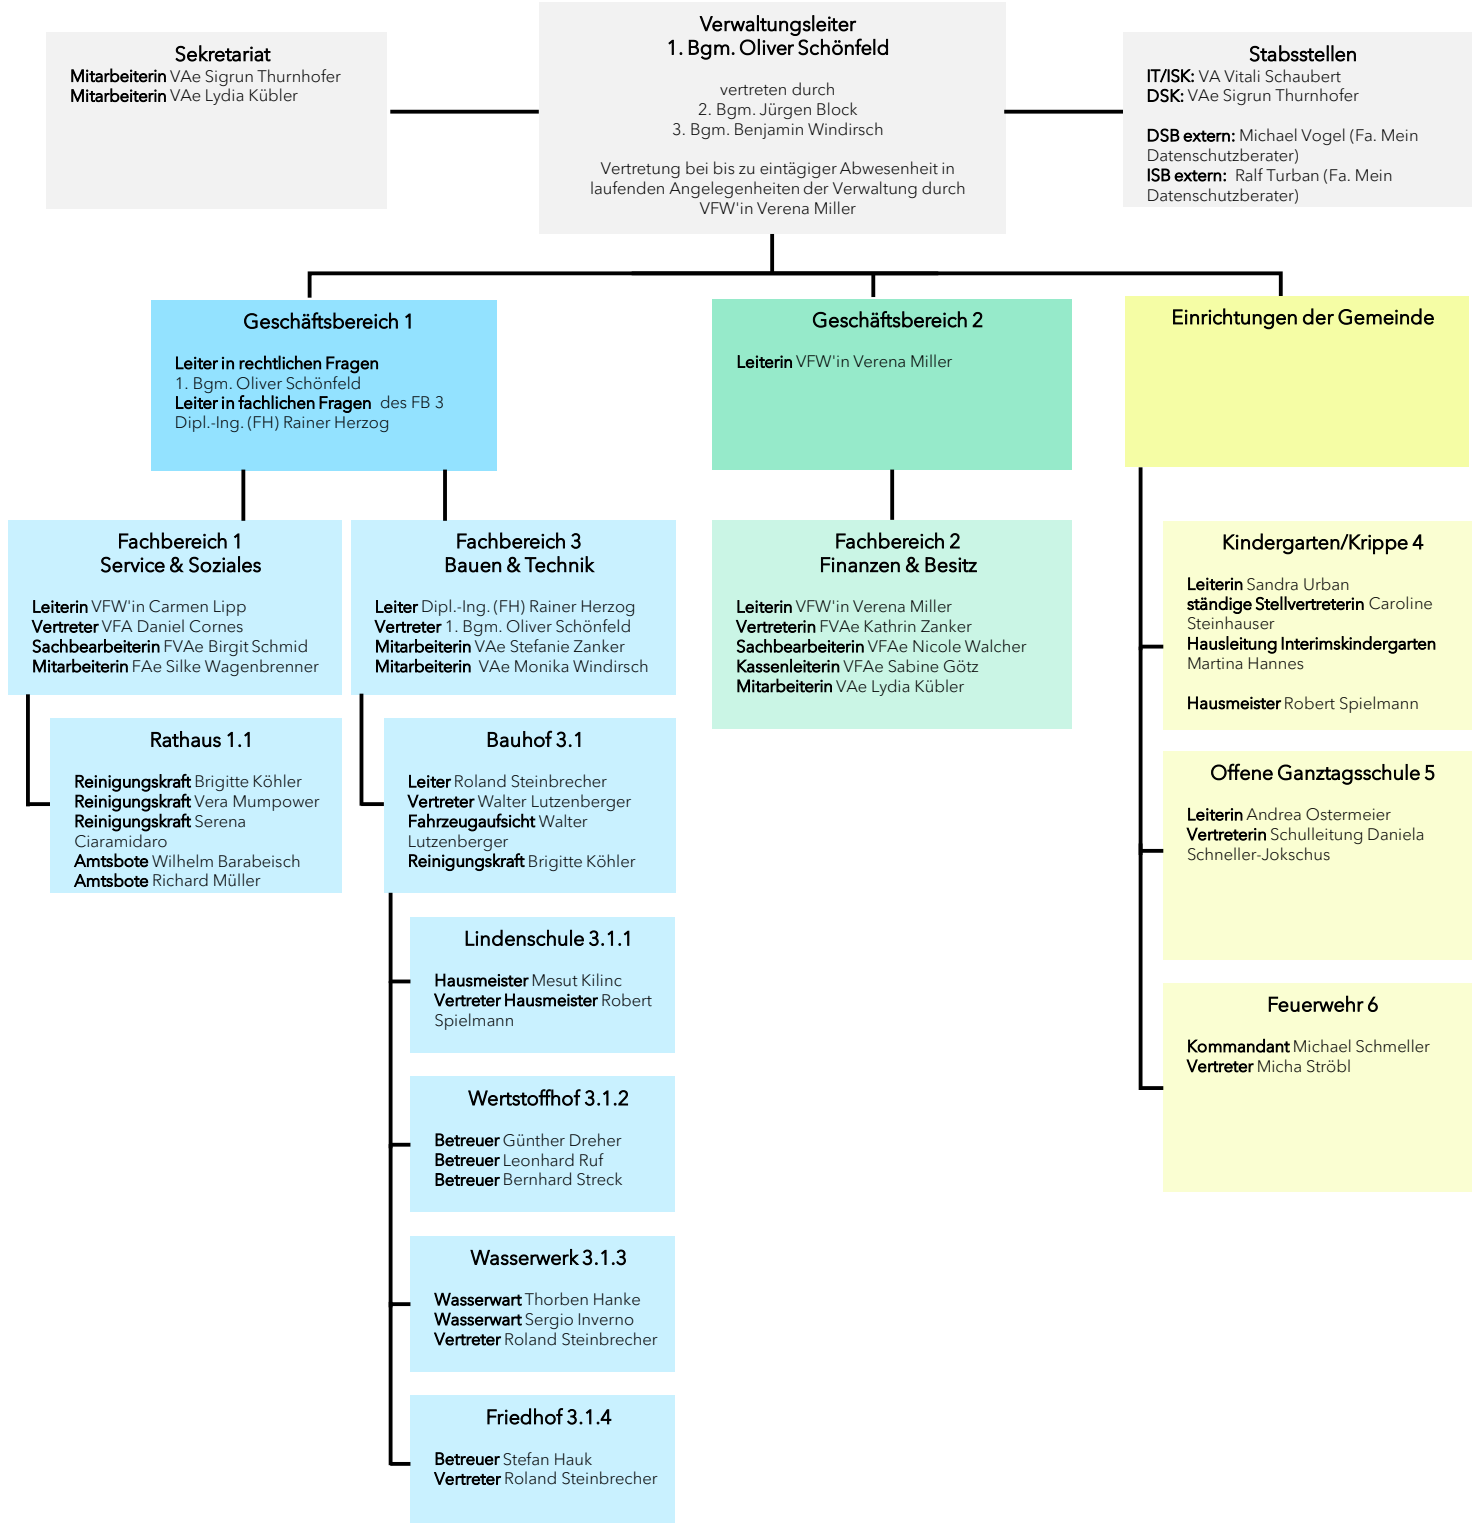 Sekretariat
Mitarbeiterin VAe Sigrun Thurnhofer
Mitarbeiterin VAe Lydia Kübler
Verwaltungsleiter
1. Bgm. Oliver Schönfeld
vertreten durch
2. Bgm. Jürgen Block
3. Bgm. Benjamin Windirsch
Vertretung bei bis zu eintägiger Abwesenheit in
laufenden Angelegenheiten der Verwaltung durch
VFW'in Verena Miller
Stabsstellen
IT/ISK: VA Vitali Schaubert
DSK: VAe Sigrun Thurnhofer
DSB extern: Michael Vogel (Fa. Mein
Datenschutzberater)
ISB extern: Ralf Turban (Fa. Mein
Datenschutzberater)
Geschäftsbereich 1
Leiter in rechtlichen Fragen
1. Bgm. Oliver Schönfeld
Leiter in fachlichen Fragen des FB 3
Dipl.-Ing. (FH) Rainer Herzog
Geschäftsbereich 2
Leiterin VFW'in Verena Miller
Einrichtungen der Gemeinde
Fachbereich 1
Service & Soziales
Leiterin VFW'in Carmen Lipp
Vertreter VFA Daniel Cornes
Sachbearbeiterin FVAe Birgit Schmid
Mitarbeiterin FAe Silke Wagenbrenner
Rathaus 1.1
Reinigungskraft Brigitte Köhler
Reinigungskraft Vera Mumpower
Reinigungskraft Serena
Ciaramidaro
Amtsbote Wilhelm Barabeisch
Amtsbote Richard Müller
Fachbereich 3
Bauen & Technik
Leiter Dipl.-Ing. (FH) Rainer Herzog
Vertreter 1. Bgm. Oliver Schönfeld
Mitarbeiterin VAe Stefanie Zanker
Mitarbeiterin VAe Monika Windirsch
Bauhof 3.1
Leiter Roland Steinbrecher
Vertreter Walter Lutzenberger
Fahrzeugaufsicht Walter
Lutzenberger
Reinigungskraft Brigitte Köhler
Lindenschule 3.1.1
Hausmeister Mesut Kilinc
Vertreter Hausmeister Robert
Spielmann
Wertstoffhof 3.1.2
Betreuer Günther Dreher
Betreuer Leonhard Ruf
Betreuer Bernhard Streck
Wasserwerk 3.1.3
Wasserwart Thorben Hanke
Wasserwart Sergio Inverno
Vertreter Roland Steinbrecher
Friedhof 3.1.4
Betreuer Stefan Hauk
Vertreter Roland Steinbrecher
Fachbereich 2
Finanzen & Besitz
Leiterin VFW'in Verena Miller
Vertreterin FVAe Kathrin Zanker
Sachbearbeiterin VFAe Nicole Walcher
Kassenleiterin VFAe Sabine Götz
Mitarbeiterin VAe Lydia Kübler
Kindergarten/Krippe 4
Leiterin Sandra Urban
ständige Stellvertreterin Caroline
Steinhauser
Hausleitung Interimskindergarten
Martina Hannes
Hausmeister Robert Spielmann
Offene Ganztagsschule 5
Leiterin Andrea Ostermeier
Vertreterin Schulleitung Daniela
Schneller-Jokschus
Feuerwehr 6
Kommandant Michael Schmeller
Vertreter Micha Ströbl